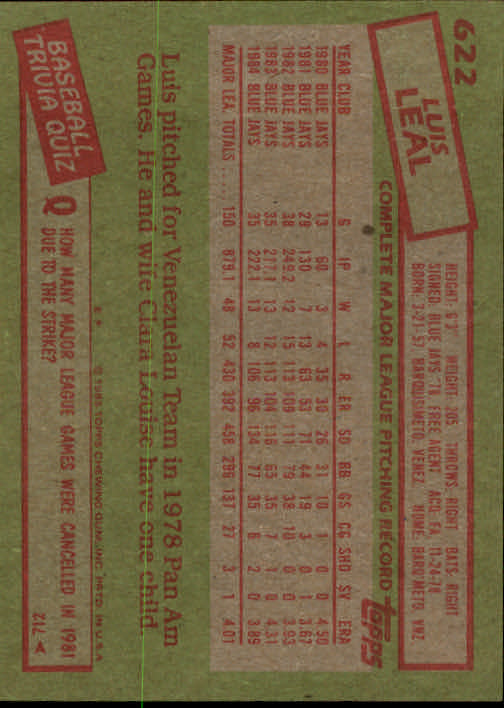 622
LUIS
LEAL
HEIGHT: 6'3" WEIGHT: 205 THROWS: RIGHT BATS: RIGHT
SIGNED: BLUE JAYS-'78-FREE AGENT ACQ: FA, 11-24-78
BORN: 3-21-57, BARQUISIMETO, VENEZ. HOME: BARQ'METO, VNZ
COMPLETE MAJOR LEAGUE PITCHING RECORD topps
YEAR CLUB G IP W L R ER SO BB GS CG SHO SV ERA
1980 BLUE JAYS 13 60 3 4 35 30 26 31 10 1 0 0 4.50
1981 BLUE JAYS 29 130 7 13 63 53 71 44 19 3 0 1 3.67
1982 BLUE JAYS 38 249.2 12 15 113 109 111 79 38 10 0 0 3.93
1983 BLUE JAYS 35 217.1 13 12 113 104 116 65 35 7 1 0 4.31
1984 BLUE JAYS 35 222.1 13 8 106 96 134 77 35 6 2 0 3.89
MAJOR LEA. TOTALS..... 150 879.1 48 52 430 392 458 296 137 27 3 1 4.01
Luis pitched for Venezuelan Team in 1978 Pan Am
Games. He and wife Clara Louise have one child.
E.P. © 1985 TOPPS CHEWING GUM, INC. PRTD. IN U.S.A.
BASEBALL
TRIVIA QUIZ
Q HOW MANY MAJOR LEAGUE GAMES WERE CANCELLED IN 1981
DUE TO THE STRIKE? 712 A